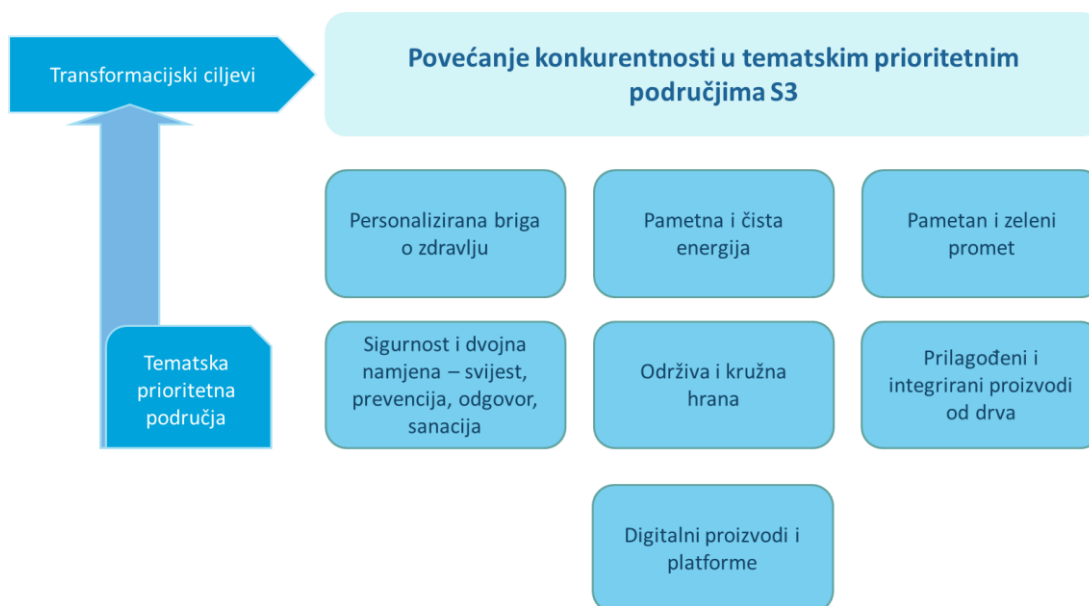 Transformacijski ciljevi
Povećanje konkurentnosti u tematskim prioritetnim
područjima S3
Personalizirana briga
o zdravlju
Pametna i čista
energija
Pametan i zeleni
promet
Tematska
prioritetna
područja
Sigurnost i dvojna
namjena – svijest,
prevencija, odgovor,
sanacija
Održiva i kružna
hrana
Prilagođeni i
integrirani proizvodi
od drva
Digitalni proizvodi i
platforme